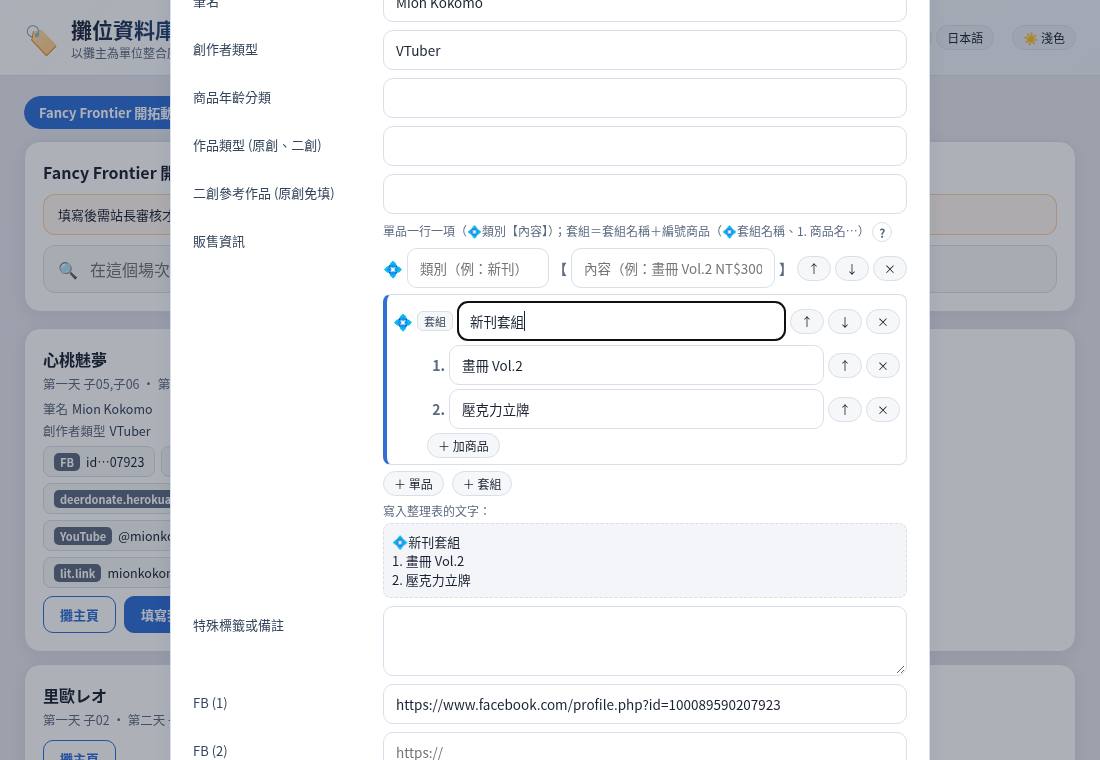 攤位資料庫
以攤主為單位整合
日本語
☀️ 淺色
Fancy Frontier 開拓動
Fancy Frontier 開
填寫後需站長審核才
🔍 在這個場次
心桃魅夢
第一天 子05,子06 ・ 第
筆名 Mion Kokomo
創作者類型 VTuber
FB id…07923
deerdonate.herokua
YouTube @mionko
lit.link mionkokor
攤主頁
填寫
里歐レオ
第一天 子02 ・ 第二天
攤主頁
筆名
Mion Kokomo
創作者類型
VTuber
商品年齡分類
作品類型 (原創、二創)
二創參考作品 (原創免填)
販售資訊
單品一行一項（💠類別【內容】）；套組＝套組名稱＋編號商品（💠套組名稱、1. 商品名…） ?
💠 類別（例：新刊） 【 內容（例：畫冊 Vol.2 NT$300 】 ↑ ↓ ×
💠 套組 新刊套組 ↑ ↓ ×
1. 畫冊 Vol.2 ↑ ×
2. 壓克力立牌 ↑ ×
＋ 加商品
＋ 單品 ＋ 套組
寫入整理表的文字：
💠新刊套組
1. 畫冊 Vol.2
2. 壓克力立牌
特殊標籤或備註
FB (1)
https://www.facebook.com/profile.php?id=100089590207923
FB (2)
https://